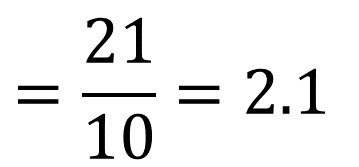 = 21/10 = 2.1